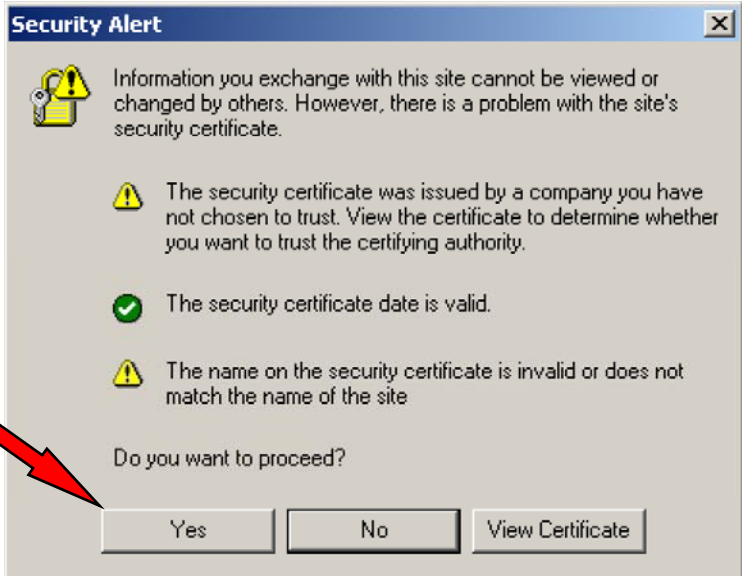 Security Alert
Information you exchange with this site cannot be viewed or
changed by others. However, there is a problem with the site's
security certificate.
The security certificate was issued by a company you have
not chosen to trust. View the certificate to determine whether
you want to trust the certifying authority.
The security certificate date is valid.
The name on the security certificate is invalid or does not
match the name of the site
Do you want to proceed?
Yes No View Certificate